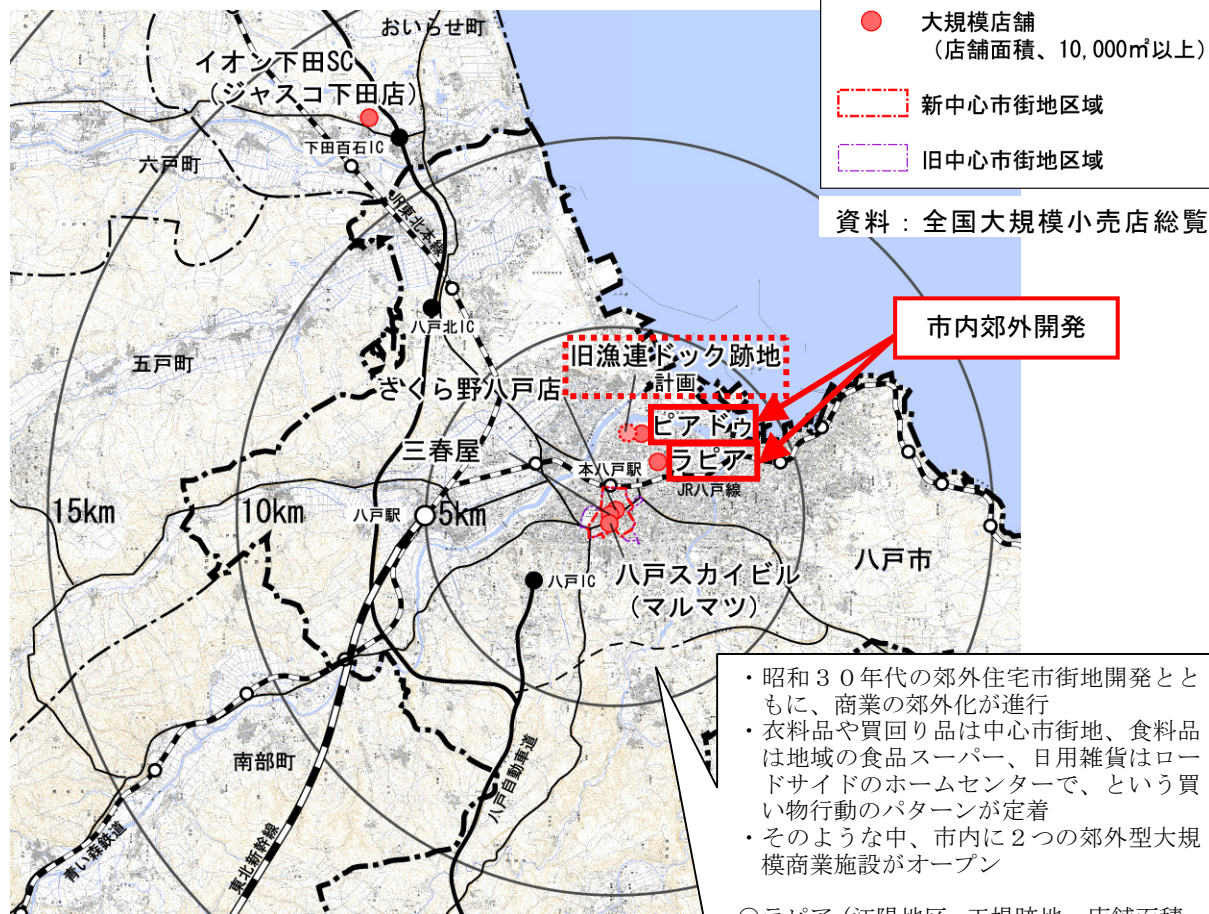 大規模店舗
（店舗面積、10,000㎡以上）
新中心市街地区域
旧中心市街地区域
資料：全国大規模小売店総覧
おいらせ町
イオン下田SC
（ジャスコ下田店）
下田百石IC
六戸町
JR東北本線
八戸北IC
市内郊外開発
旧漁連ドック跡地
計画
五戸町
さくら野八戸店
ピアドゥ
三春屋
ラピア
本八戸駅
JR八戸線
15km
10km
八戸駅
5km
八戸市
八戸IC
八戸スカイビル
（マルマツ）
南部町
八戸自動車道
東北新幹線
青い森鉄道
・昭和３０年代の郊外住宅市街地開発とと
もに、商業の郊外化が進行
・衣料品や買回り品は中心市街地、食料品
は地域の食品スーパー、日用雑貨はロー
ドサイドのホームセンターで、という買
い物行動のパターンが定着
・そのような中、市内に２つの郊外型大規
模商業施設がオープン